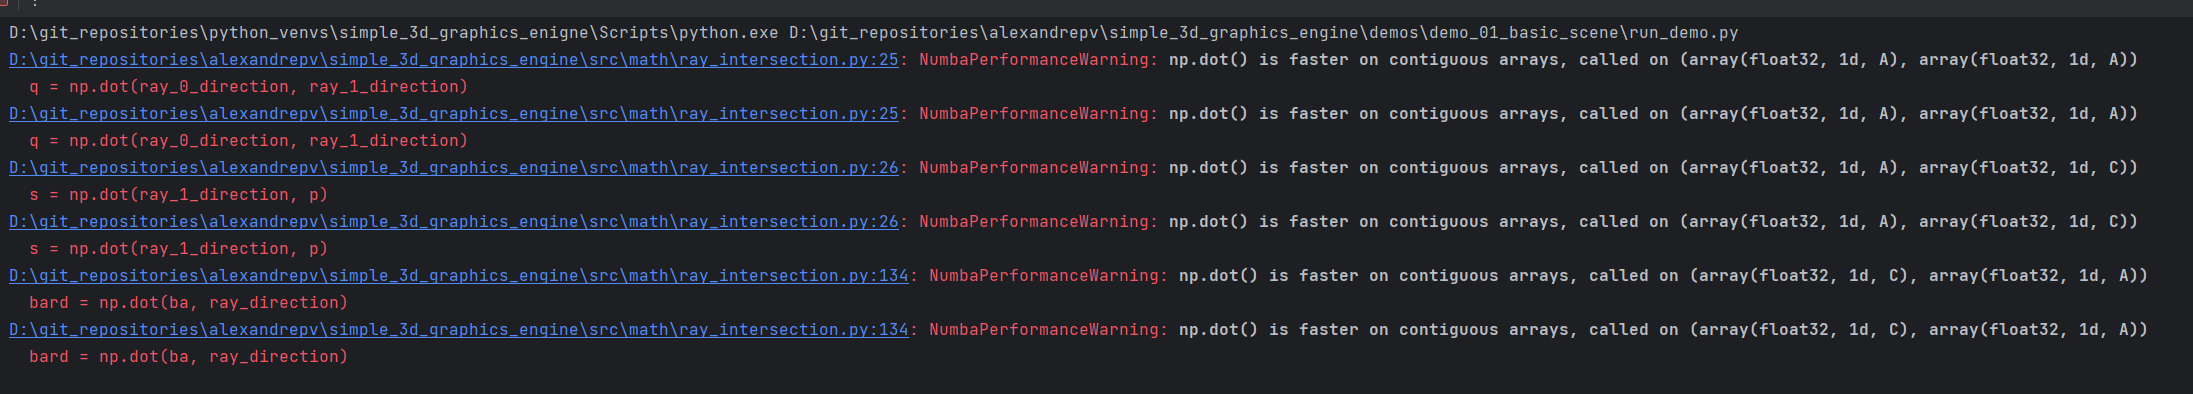 D:\git_repositories\python_venvs\simple_3d_graphics_enigne\Scripts\python.exe D:\git_repositories\alexandrepv\simple_3d_graphics_engine\demos\demo_01_basic_scene\run_demo.py
D:\git_repositories\alexandrepv\simple_3d_graphics_engine\src\math\ray_intersection.py:25: NumbaPerformanceWarning: np.dot() is faster on contiguous arrays, called on (array(float32, 1d, A), array(float32, 1d, A))
  q = np.dot(ray_0_direction, ray_1_direction)
D:\git_repositories\alexandrepv\simple_3d_graphics_engine\src\math\ray_intersection.py:25: NumbaPerformanceWarning: np.dot() is faster on contiguous arrays, called on (array(float32, 1d, A), array(float32, 1d, A))
  q = np.dot(ray_0_direction, ray_1_direction)
D:\git_repositories\alexandrepv\simple_3d_graphics_engine\src\math\ray_intersection.py:26: NumbaPerformanceWarning: np.dot() is faster on contiguous arrays, called on (array(float32, 1d, A), array(float32, 1d, C))
  s = np.dot(ray_1_direction, p)
D:\git_repositories\alexandrepv\simple_3d_graphics_engine\src\math\ray_intersection.py:26: NumbaPerformanceWarning: np.dot() is faster on contiguous arrays, called on (array(float32, 1d, A), array(float32, 1d, C))
  s = np.dot(ray_1_direction, p)
D:\git_repositories\alexandrepv\simple_3d_graphics_engine\src\math\ray_intersection.py:134: NumbaPerformanceWarning: np.dot() is faster on contiguous arrays, called on (array(float32, 1d, C), array(float32, 1d, A))
  bard = np.dot(ba, ray_direction)
D:\git_repositories\alexandrepv\simple_3d_graphics_engine\src\math\ray_intersection.py:134: NumbaPerformanceWarning: np.dot() is faster on contiguous arrays, called on (array(float32, 1d, C), array(float32, 1d, A))
  bard = np.dot(ba, ray_direction)